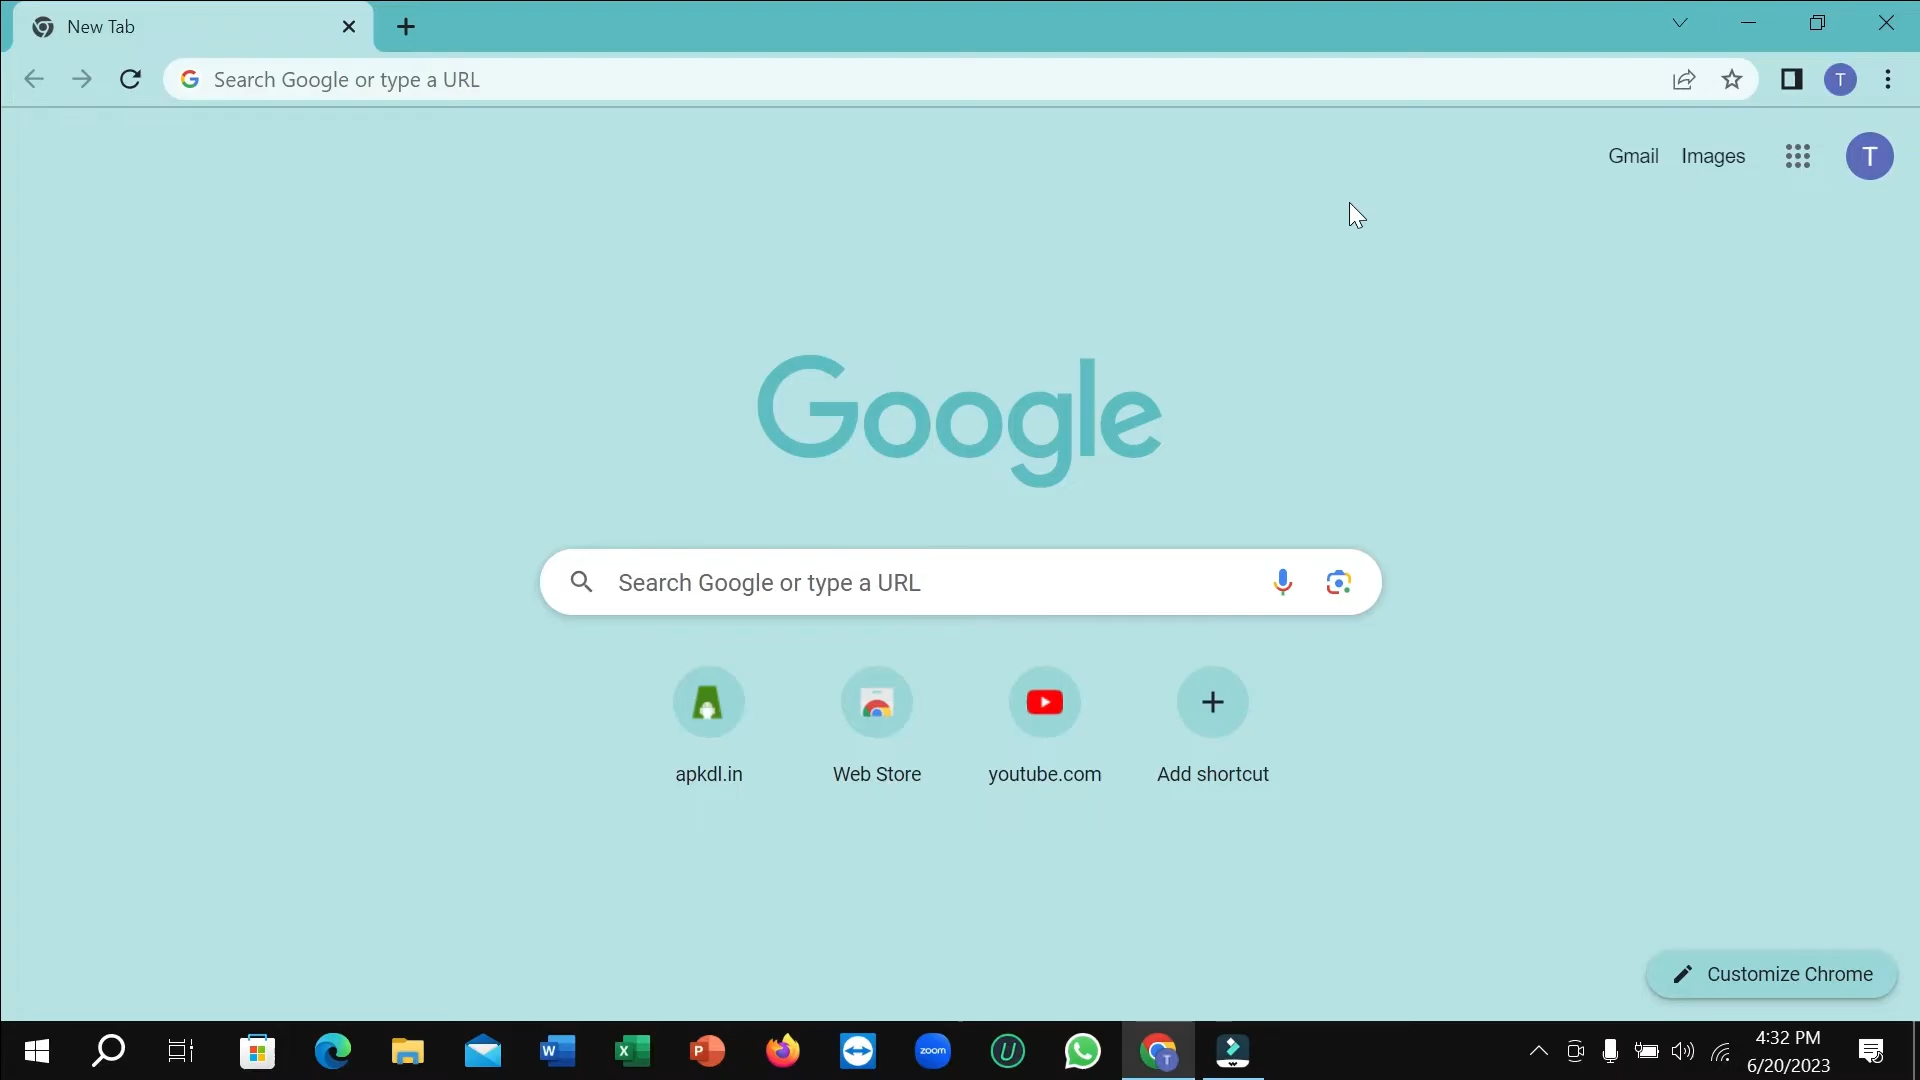 New Tab
Search Google or type a URL
T
Gmail Images
T
Google
Search Google or type a URL
apkdl.in
Web Store
youtube.com
Add shortcut
Customize Chrome
zoom
T
4:32 PM
6/20/2023